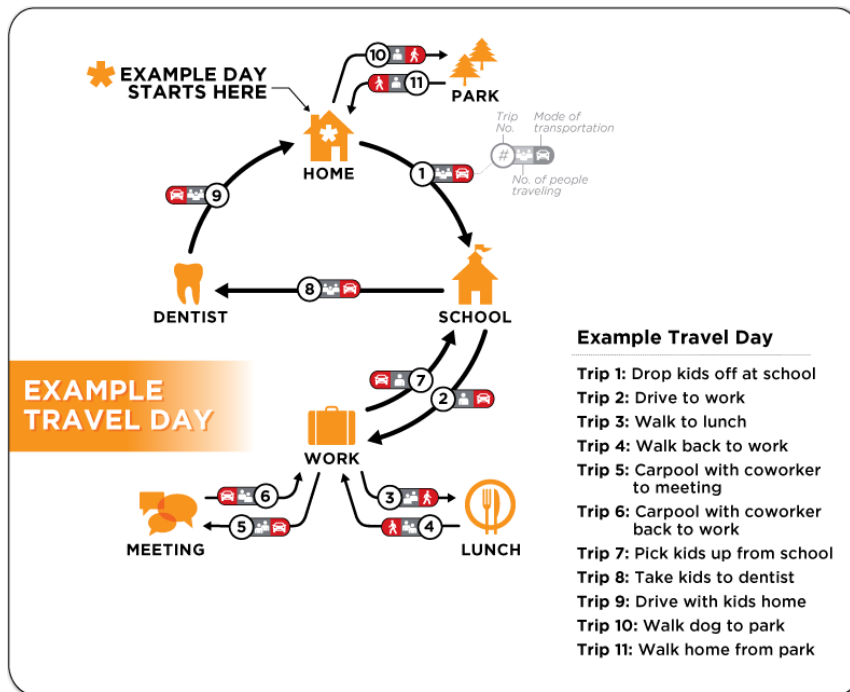 10
11
PARK
EXAMPLE DAY
STARTS HERE
Trip
No.
Mode of
transportation
#
No. of people
traveling
HOME
1
9
8
DENTIST
SCHOOL
EXAMPLE
TRAVEL DAY
7
2
WORK
6
3
5
4
MEETING
LUNCH
Example Travel Day
Trip 1: Drop kids off at school
Trip 2: Drive to work
Trip 3: Walk to lunch
Trip 4: Walk back to work
Trip 5: Carpool with coworker
to meeting
Trip 6: Carpool with coworker
back to work
Trip 7: Pick kids up from school
Trip 8: Take kids to dentist
Trip 9: Drive with kids home
Trip 10: Walk dog to park
Trip 11: Walk home from park